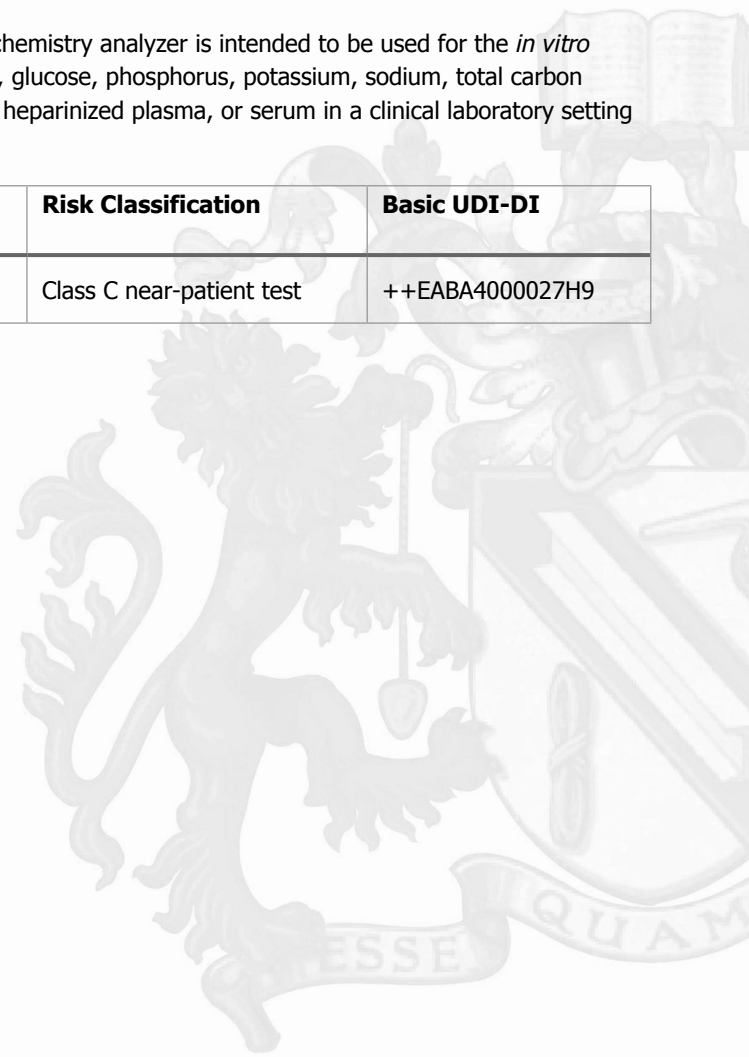 chemistry analyzer is intended to be used for the in vitro
, glucose, phosphorus, potassium, sodium, total carbon
heparinized plasma, or serum in a clinical laboratory setting
Risk Classification Basic UDI-DI
Class C near-patient test ++EABA4000027H9
ESSE QUAM